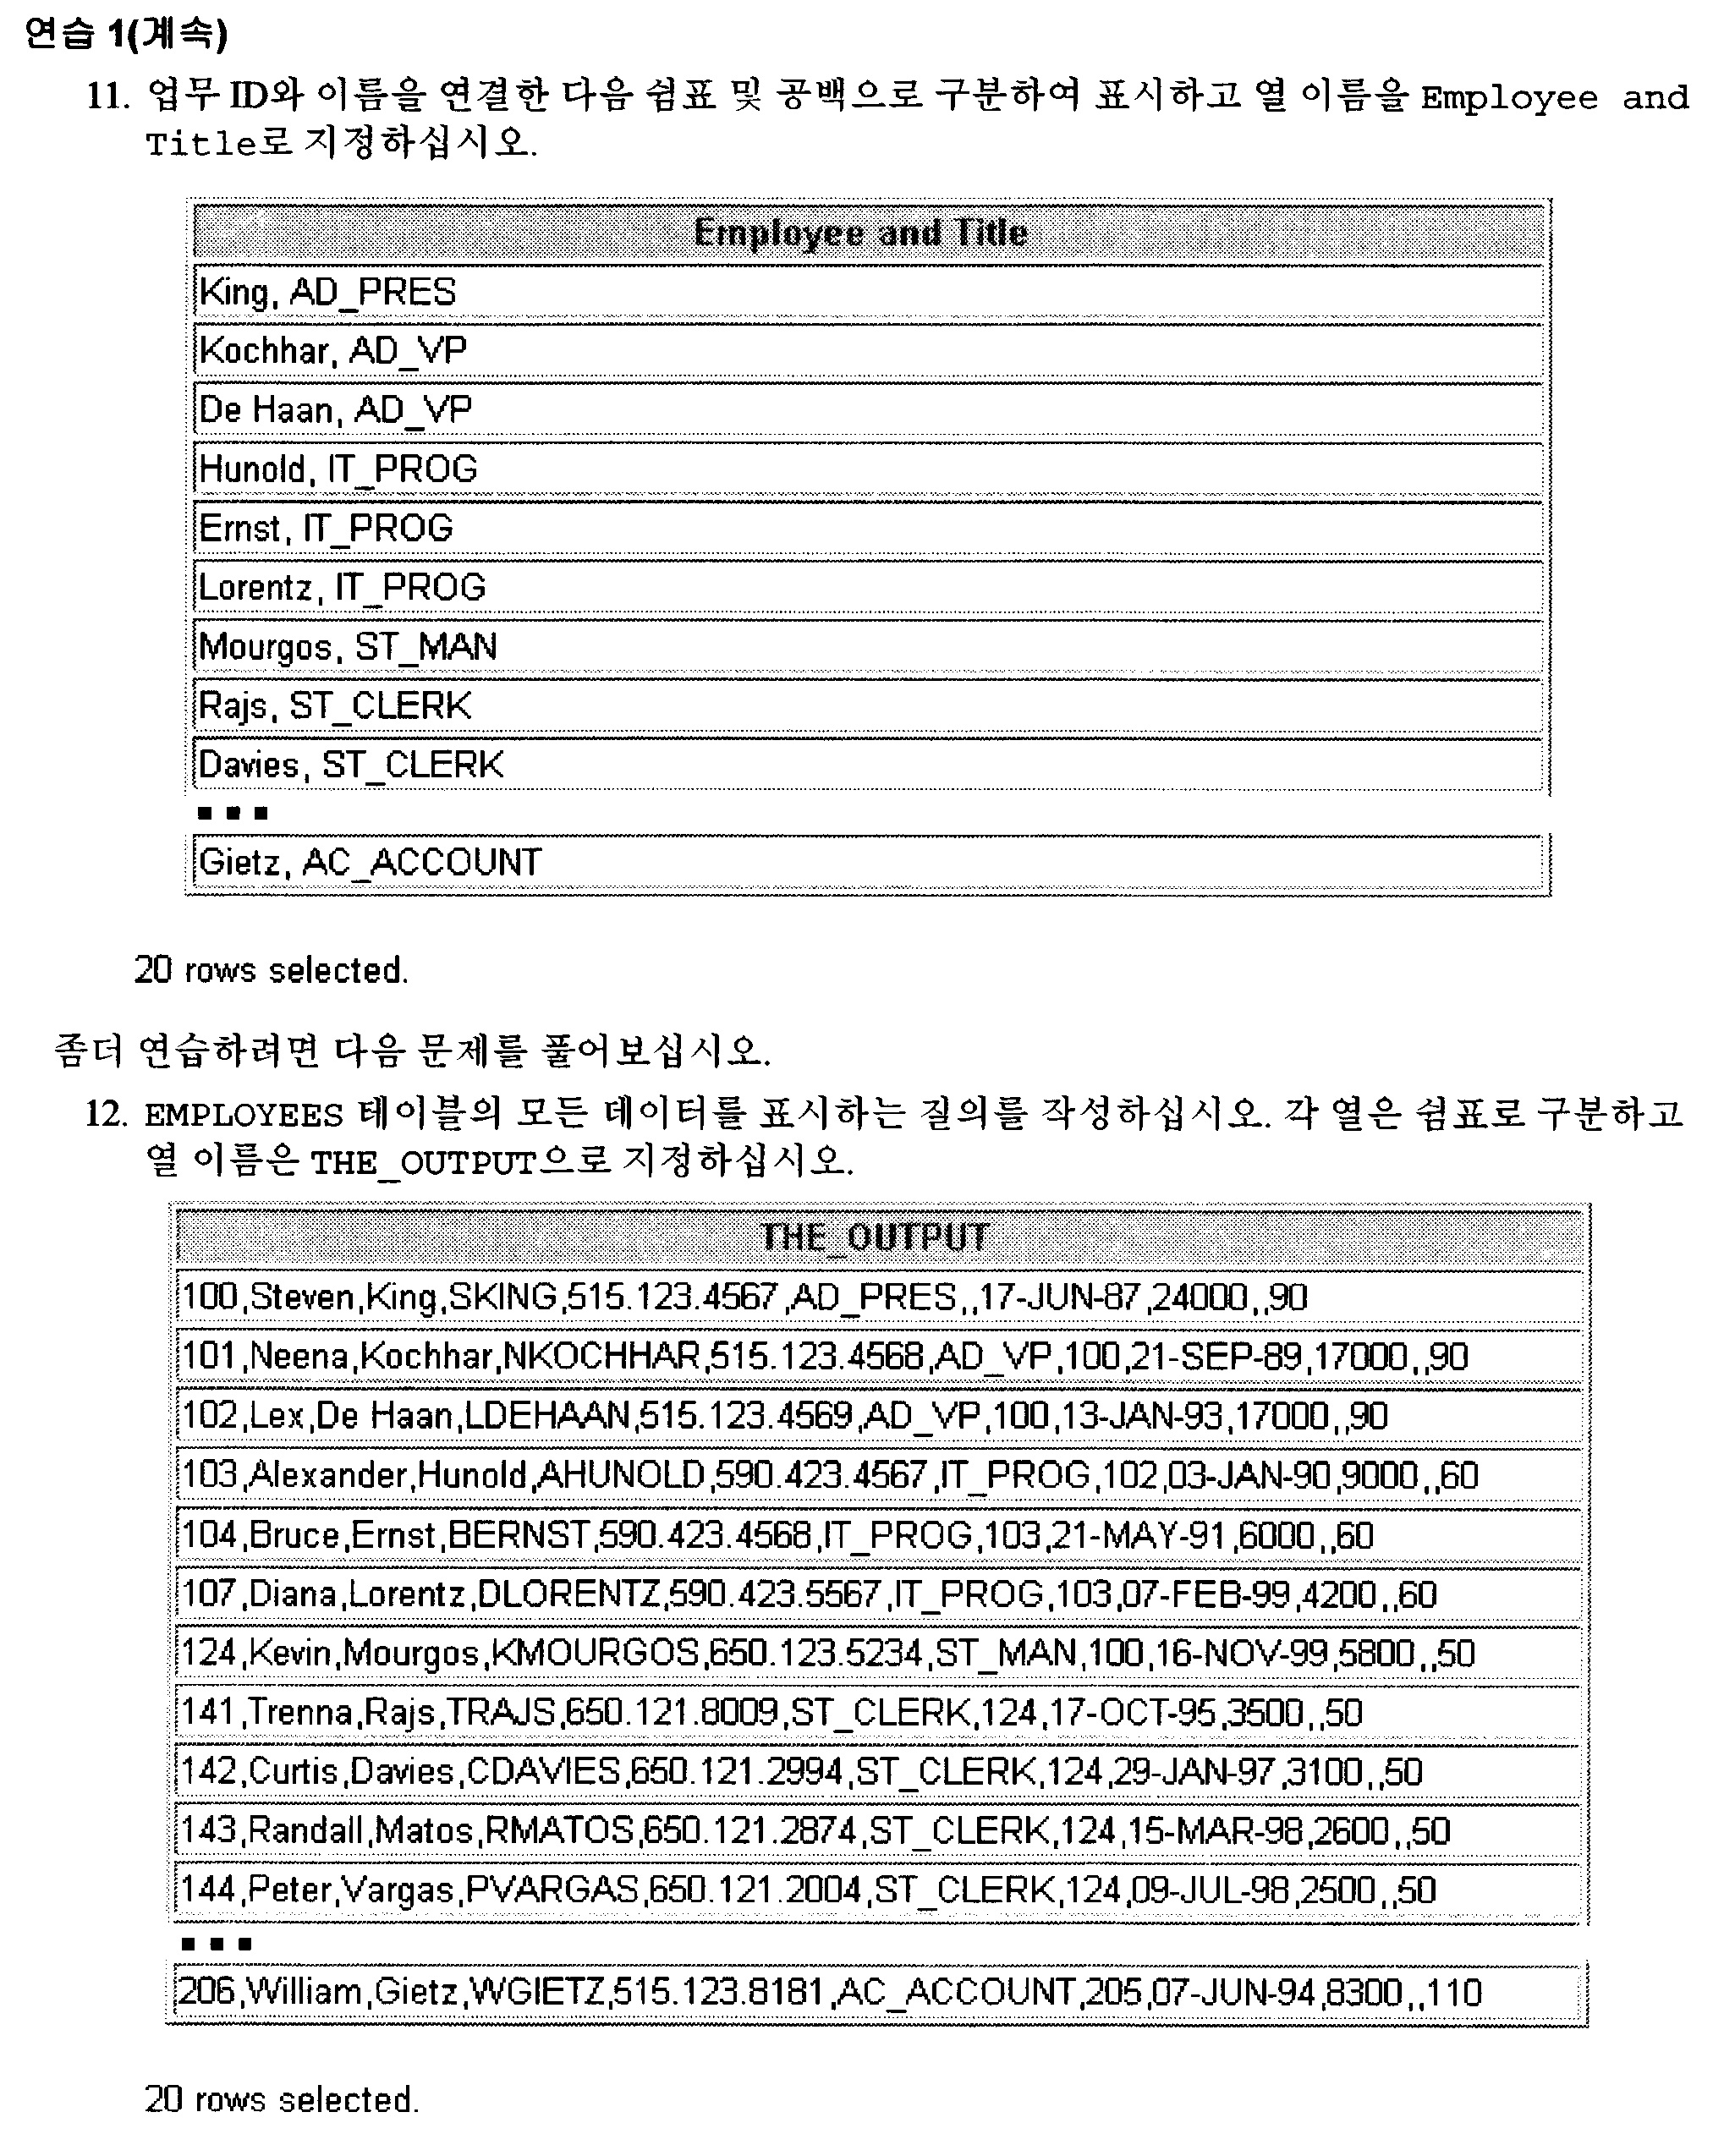 연습 1(계속)
11. 업무 ID와 이름을 연결한 다음 쉼표 및 공백으로 구분하여 표시하고 열 이름을 Employee and
Title로 지정하십시오.
Employee and Title
King, AD_PRES
Kochhar, AD_VP
De Haan, AD_VP
Hunold, IT_PROG
Ernst, IT_PROG
Lorentz, IT_PROG
Mourgos, ST_MAN
Rajs, ST_CLERK
Davies, ST_CLERK
...
Gietz, AC_ACCOUNT
20 rows selected.
좀더 연습하려면 다음 문제를 풀어보십시오.
12. EMPLOYEES 테이블의 모든 데이터를 표시하는 질의를 작성하십시오. 각 열은 쉼표로 구분하고
열 이름은 THE_OUTPUT으로 지정하십시오.
THE_OUTPUT
100,Steven,King,SKING,515.123.4567,AD_PRES,,17-JUN-87,24000,,90
101,Neena,Kochhar,NKOCHHAR,515.123.4568,AD_VP,100,21-SEP-89,17000,,90
102,Lex,De Haan,LDEHAAN,515.123.4569,AD_VP,100,13-JAN-93,17000,,90
103,Alexander,Hunold,AHUNOLD,590.423.4567,IT_PROG,102,03-JAN-90,9000,,60
104,Bruce,Ernst,BERNST,590.423.4568,IT_PROG,103,21-MAY-91,6000,,60
107,Diana,Lorentz,DLORENTZ,590.423.5567,IT_PROG,103,07-FEB-99,4200,,60
124,Kevin,Mourgos,KMOURGOS,650.123.5234,ST_MAN,100,16-NOV-99,5800,,50
141,Trenna,Rajs,TRAJS,650.121.8009,ST_CLERK,124,17-OCT-95,3500,,50
142,Curtis,Davies,CDAVIES,650.121.2994,ST_CLERK,124,29-JAN-97,3100,,50
143,Randall,Matos,RMATOS,650.121.2874,ST_CLERK,124,15-MAR-98,2600,,50
144,Peter,Vargas,PVARGAS,650.121.2004,ST_CLERK,124,09-JUL-98,2500,,50
...
206,William,Gietz,WGIETZ,515.123.8181,AC_ACCOUNT,205,07-JUN-94,8300,,110
20 rows selected.